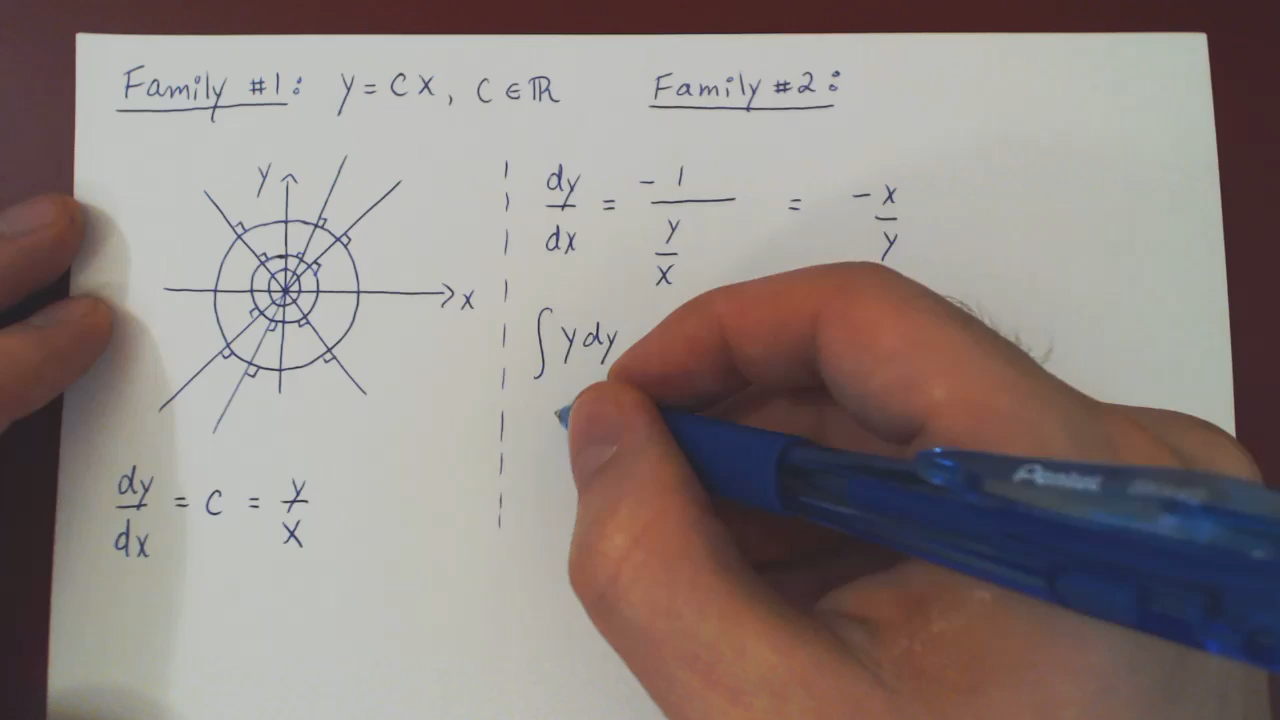 Family #1: y = cx, c ∈ ℝ
y
x
dy/dx = c = y/x
Family #2:
dy/dx = -1/(y/x) = -x/y
∫ y dy
Pentel